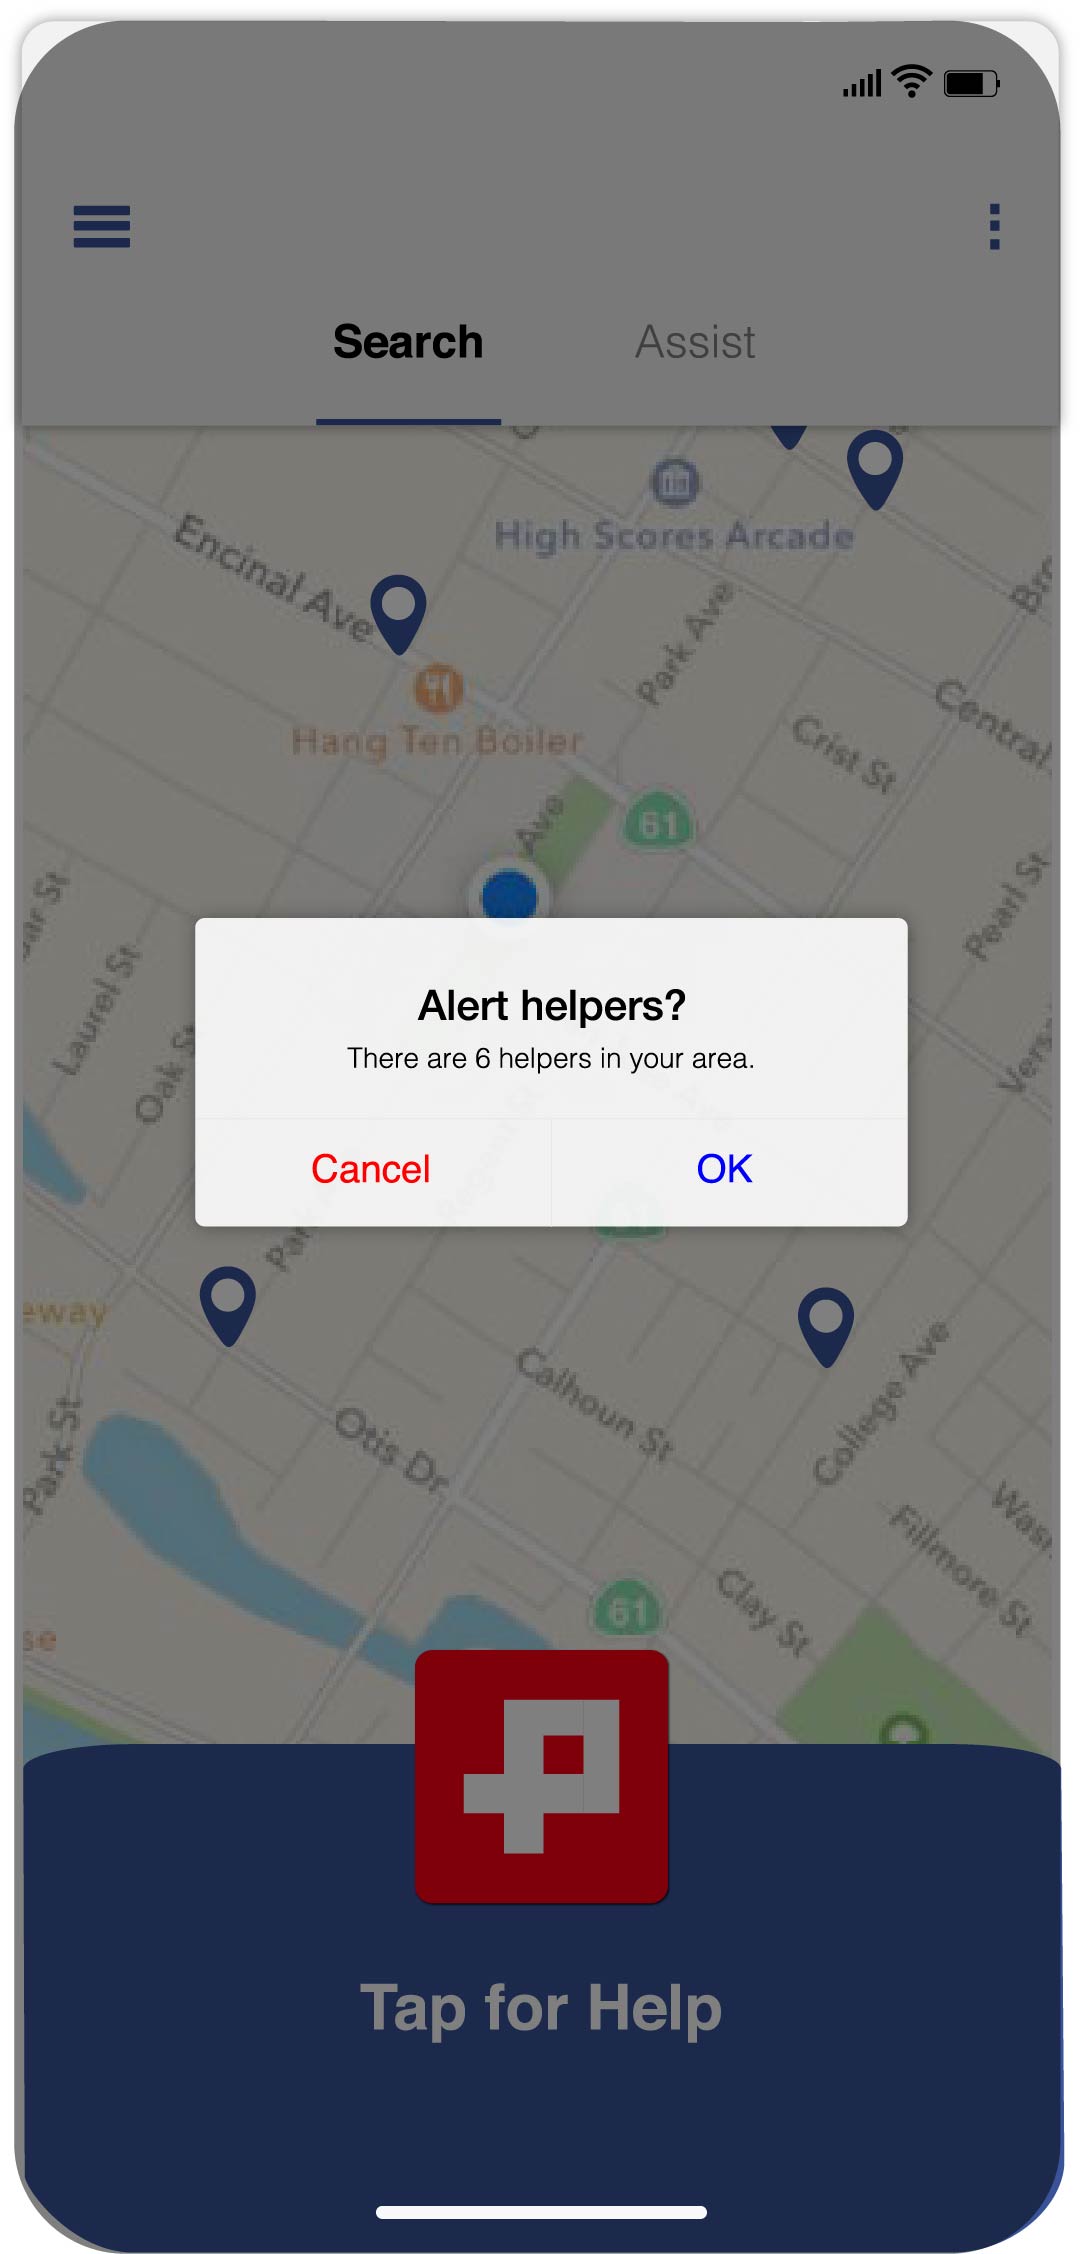 Search
Assist
High Scores Arcade
Encinal Ave
Park Ave
Central
Crist St
Hang Ten Boiler
61
Ave
Pearl St
Laurel St
Oak St
Alert helpers?
There are 6 helpers in your area.
Cancel
OK
eway
Calhoun St
College Ave
Otis Dr
Park St
Fillmore St
Clay St
61
se
Tap for Help